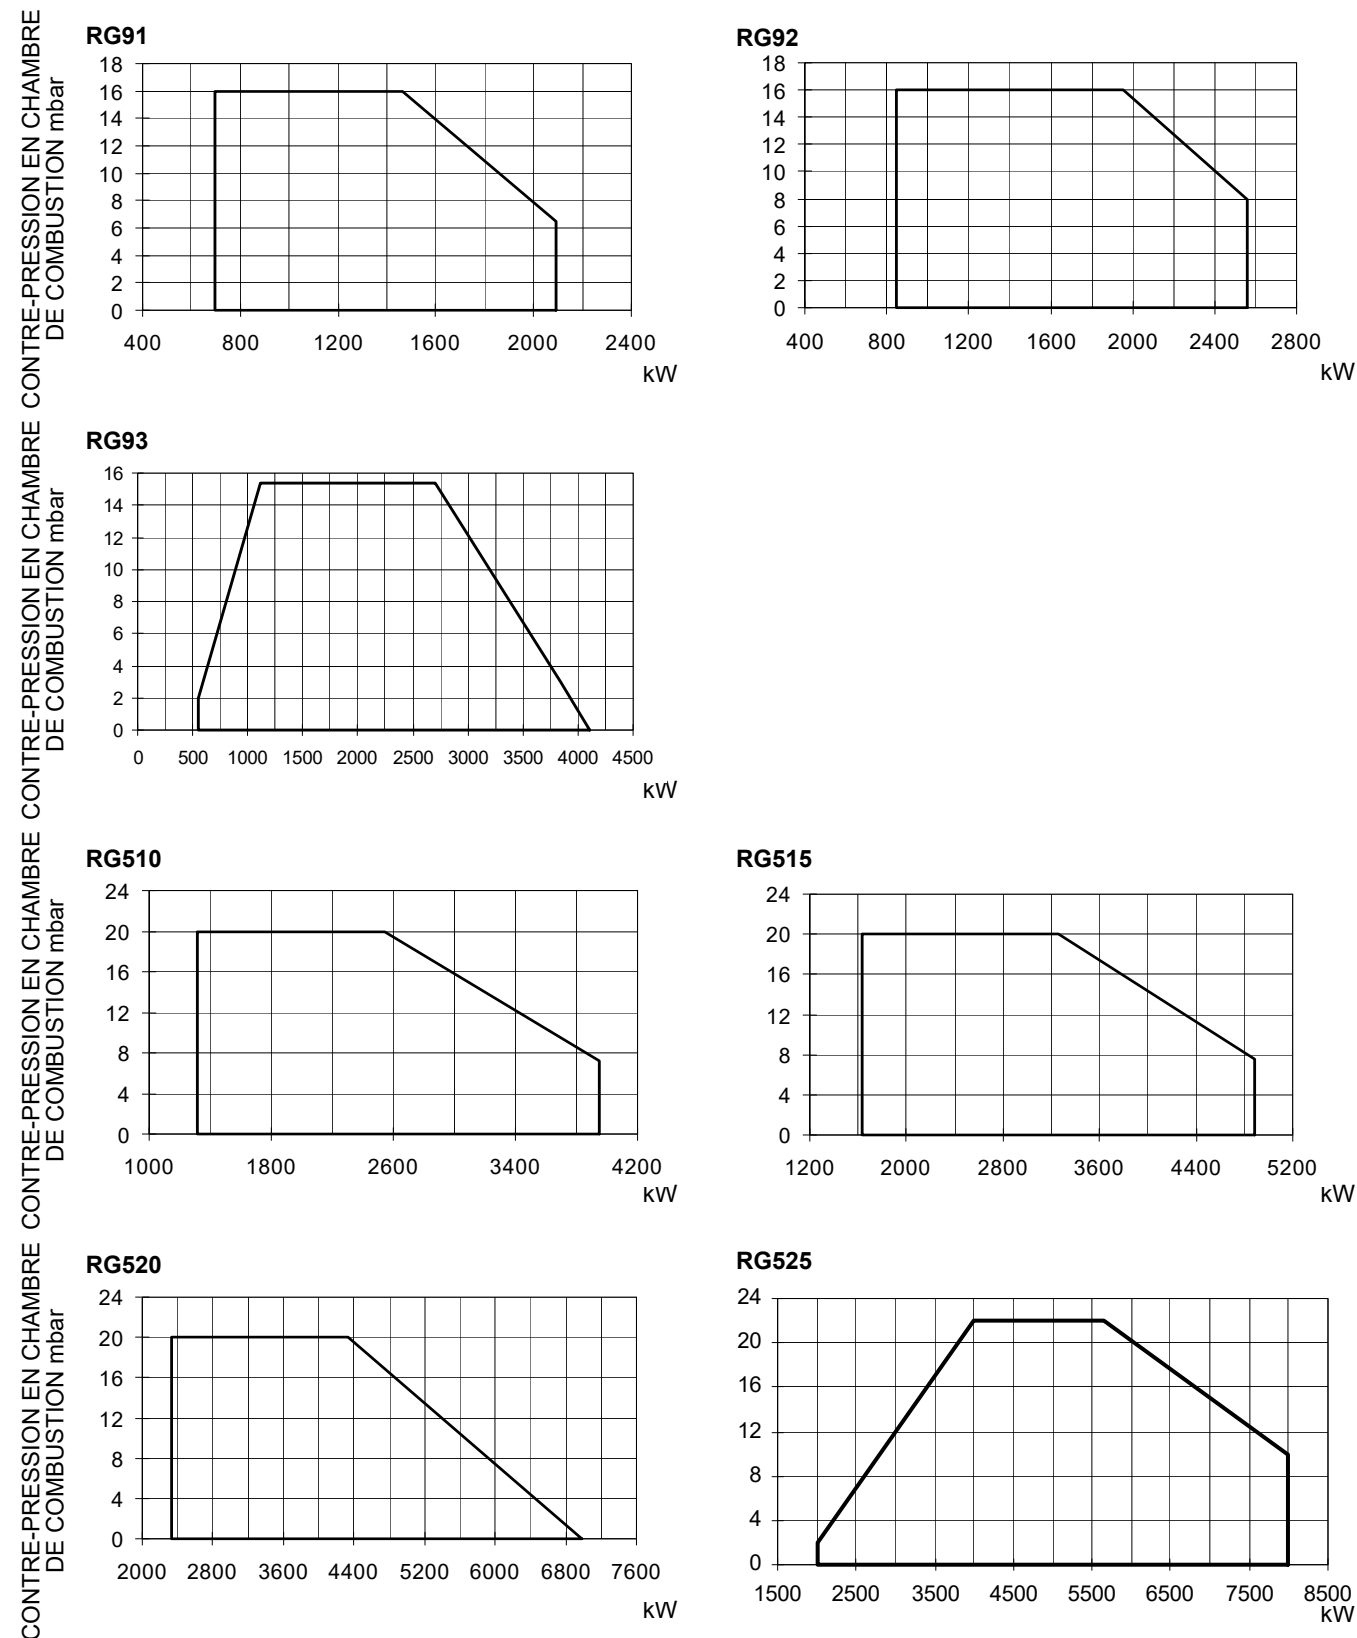 CONTRE-PRESSION EN CHAMBRE
DE COMBUSTION mbar
RG91
18
16
14
12
10
8
6
4
2
0
400 800 1200 1600 2000 2400
kW
RG92
18
16
14
12
10
8
6
4
2
0
400 800 1200 1600 2000 2400 2800
kW
CONTRE-PRESSION EN CHAMBRE
DE COMBUSTION mbar
RG93
16
14
12
10
8
6
4
2
0
0 500 1000 1500 2000 2500 3000 3500 4000 4500
kW
CONTRE-PRESSION EN CHAMBRE
DE COMBUSTION mbar
RG510
24
20
16
12
8
4
0
1000 1800 2600 3400 4200
kW
RG515
24
20
16
12
8
4
0
1200 2000 2800 3600 4400 5200
kW
CONTRE-PRESSION EN CHAMBRE
DE COMBUSTION mbar
RG520
24
20
16
12
8
4
0
2000 2800 3600 4400 5200 6000 6800 7600
kW
RG525
24
20
16
12
8
4
0
1500 2500 3500 4500 5500 6500 7500 8500
kW